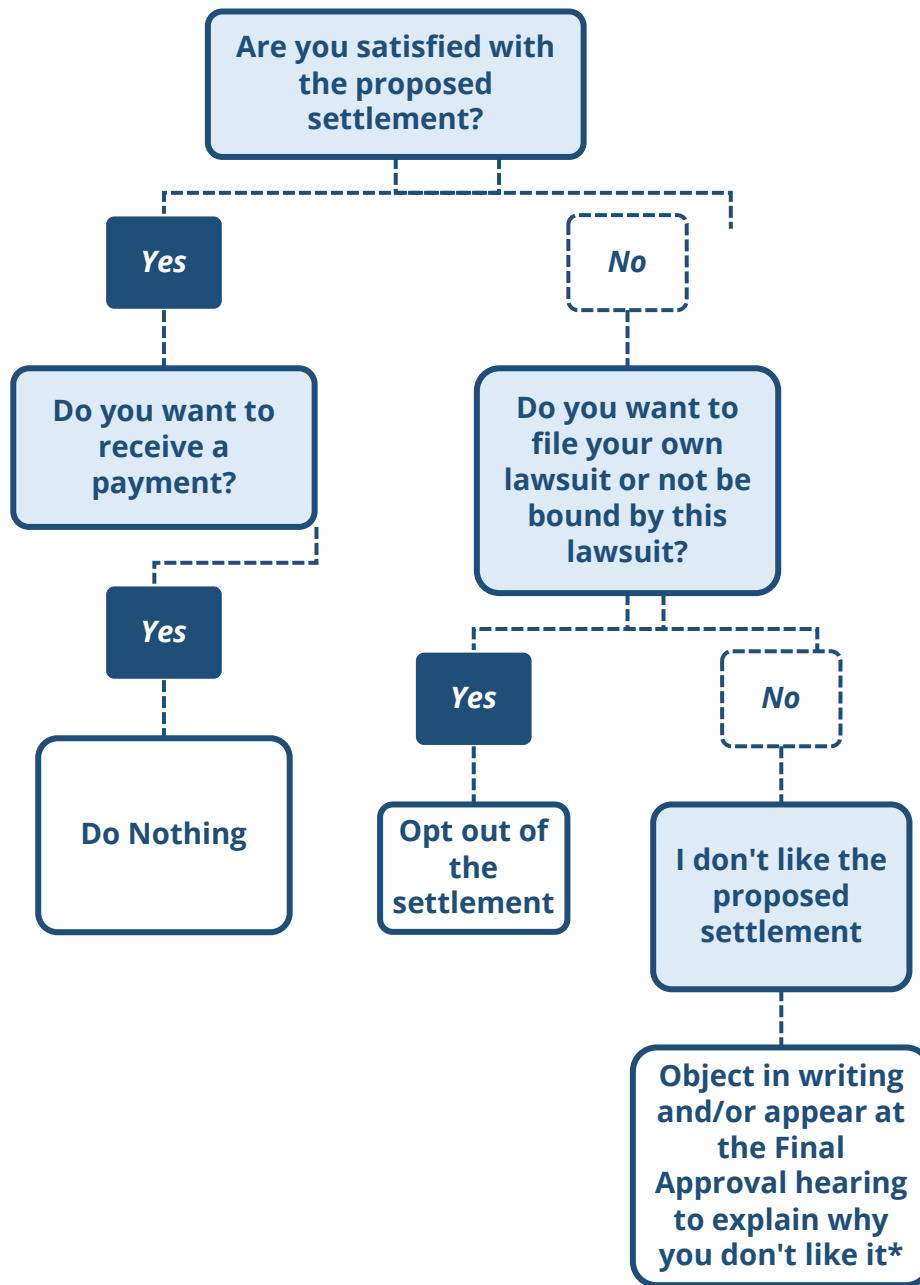 Are you satisfied with
the proposed
settlement?
Yes
No
Do you want to
receive a
payment?
Do you want to
file your own
lawsuit or not be
bound by this
lawsuit?
Yes
Yes
No
Do Nothing
Opt out of
the
settlement
I don't like the
proposed
settlement
Object in writing
and/or appear at
the Final
Approval hearing
to explain why
you don't like it*